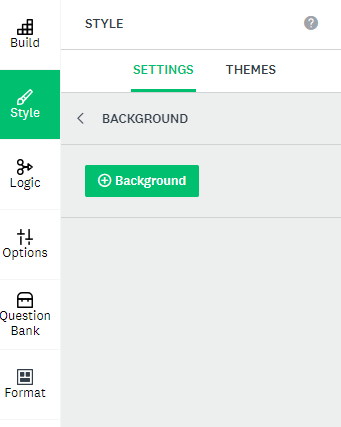 Build
Style
Logic
Options
Question
Bank
Format
STYLE
?
SETTINGS THEMES
BACKGROUND
Background